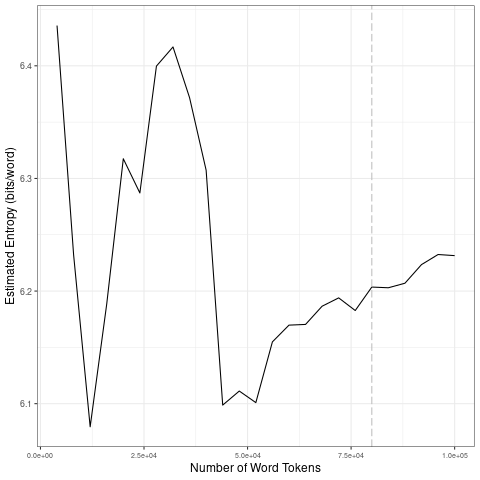 Estimated Entropy (bits/word)
6.4
6.3
6.2
6.1
0.0e+00 2.5e+04 5.0e+04 7.5e+04 1.0e+05
Number of Word Tokens